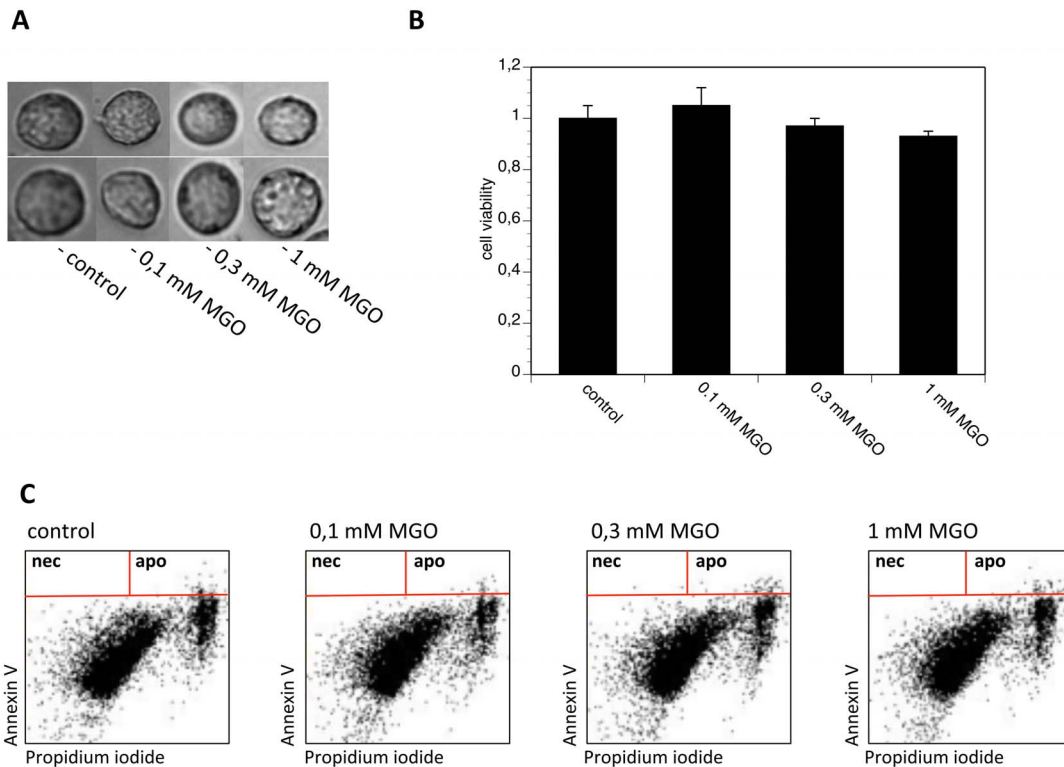 A
- control
- 0,1 mM MGO
- 0,3 mM MGO
- 1 mM MGO
B
cell viability
1,2
1
0,8
0,6
0,4
0,2
0
control
0.1 mM MGO
0.3 mM MGO
1 mM MGO
C
control
nec apo
Annexin V
Propidium iodide
0,1 mM MGO
nec apo
Annexin V
Propidium iodide
0,3 mM MGO
nec apo
Annexin V
Propidium iodide
1 mM MGO
nec apo
Annexin V
Propidium iodide